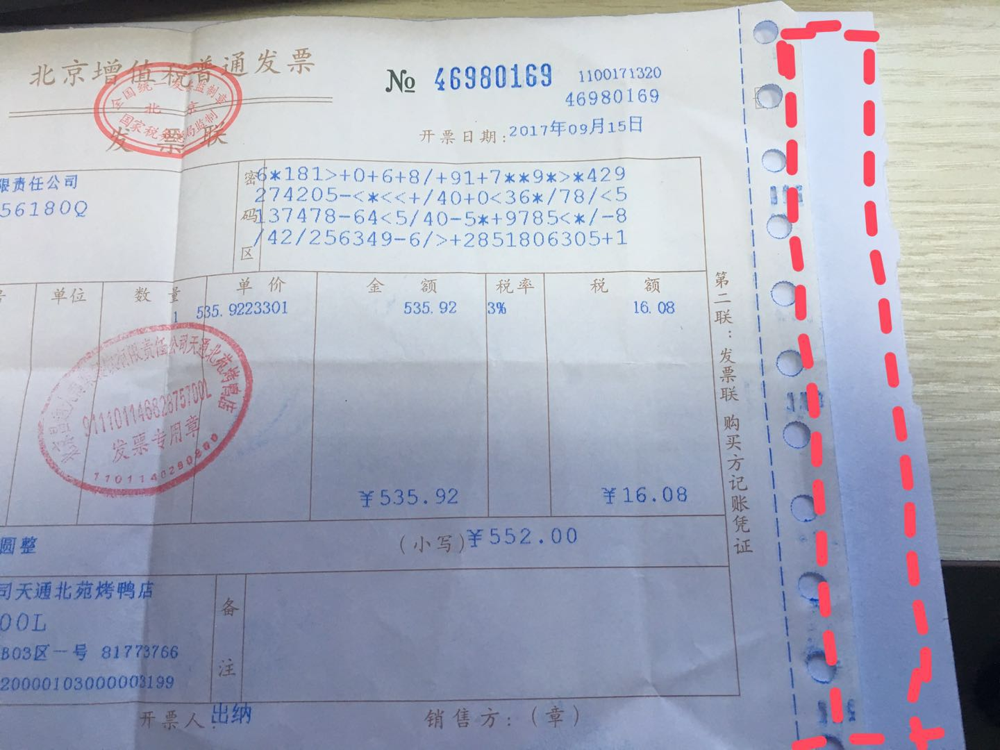 北京增值税普通发票
全国统一发票监制章
北京
国家税务局监制
发票联
№ 46980169
1100171320
46980169
开票日期:2017年09月15日
限责任公司
56180Q
密码区
6*181>+0+6+8/+91+7**9*>*429
274205-<*<<+/40+0<36*/78/<5
137478-64<5/40-5*+9785<*/-8
/42/256349-6/>+2851806305+1
单位 数量 单价 金额 税率 税额
1 535.9223301 535.92 3% 16.08
有限责任公司天通北苑烤鸭店
91110114682875700L
发票专用章
¥535.92 ¥16.08
圆整 (小写)¥552.00
司天通北苑烤鸭店
00L
B03区一号 81773766
20000103000003199
备注
开票人:出纳 销售方:(章)
第二联:发票联 购买方记账凭证